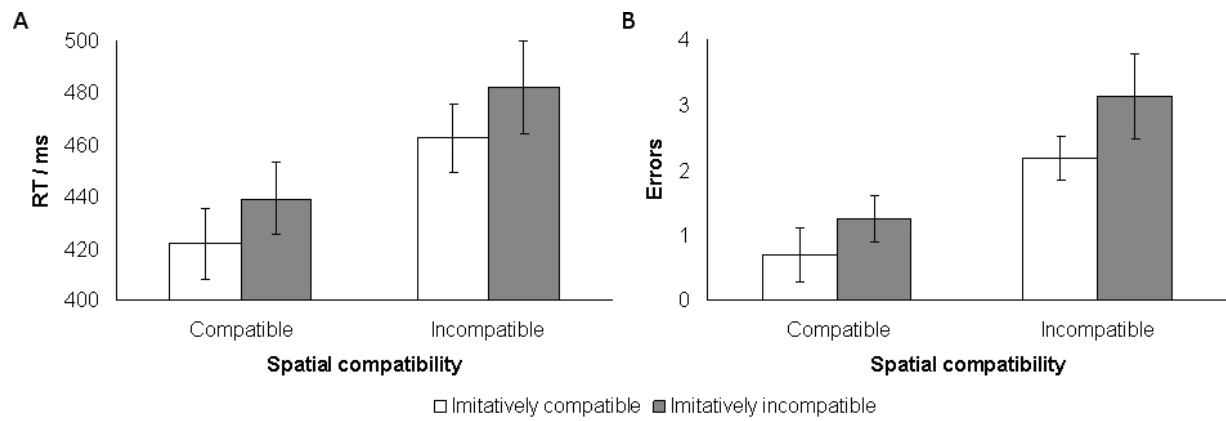 A
500
480
460
440
420
400
RT / ms
Compatible
Incompatible
Spatial compatibility
B
4
3
2
1
0
Errors
Compatible
Incompatible
Spatial compatibility
Imitatively compatible
Imitatively incompatible